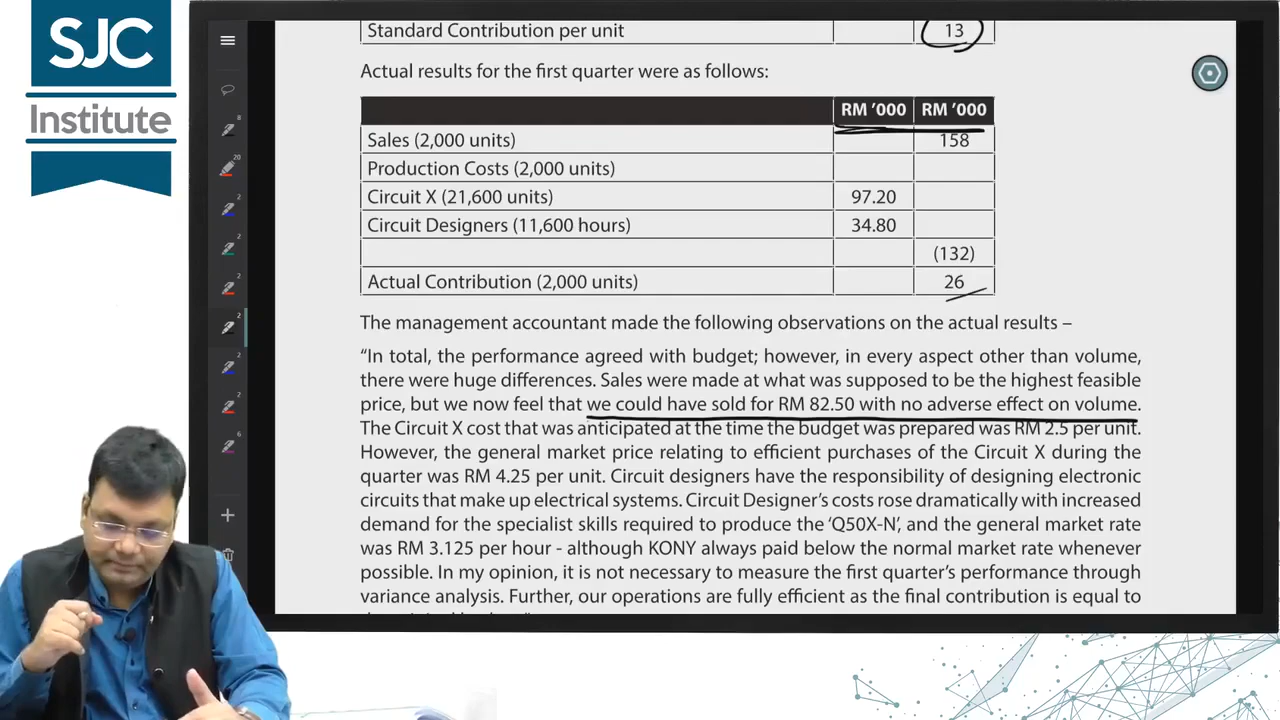 SJC
Institute
Standard Contribution per unit 13
Actual results for the first quarter were as follows:
RM '000 RM '000
Sales (2,000 units) 158
Production Costs (2,000 units)
Circuit X (21,600 units) 97.20
Circuit Designers (11,600 hours) 34.80
(132)
Actual Contribution (2,000 units) 26
The management accountant made the following observations on the actual results –
"In total, the performance agreed with budget; however, in every aspect other than volume,
there were huge differences. Sales were made at what was supposed to be the highest feasible
price, but we now feel that we could have sold for RM 82.50 with no adverse effect on volume.
The Circuit X cost that was anticipated at the time the budget was prepared was RM 2.5 per unit.
However, the general market price relating to efficient purchases of the Circuit X during the
quarter was RM 4.25 per unit. Circuit designers have the responsibility of designing electronic
circuits that make up electrical systems. Circuit Designer's costs rose dramatically with increased
demand for the specialist skills required to produce the 'Q50X-N', and the general market rate
was RM 3.125 per hour - although KONY always paid below the normal market rate whenever
possible. In my opinion, it is not necessary to measure the first quarter's performance through
variance analysis. Further, our operations are fully efficient as the final contribution is equal to
8
20
2
2
2
2
2
2
6